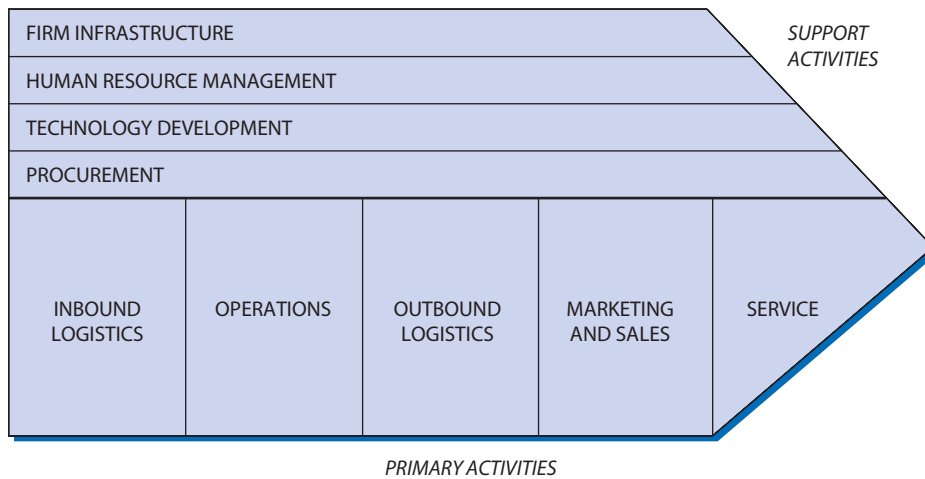 FIRM INFRASTRUCTURE
SUPPORT
ACTIVITIES
HUMAN RESOURCE MANAGEMENT
TECHNOLOGY DEVELOPMENT
PROCUREMENT
INBOUND
LOGISTICS
OPERATIONS
OUTBOUND
LOGISTICS
MARKETING
AND SALES
SERVICE
PRIMARY ACTIVITIES